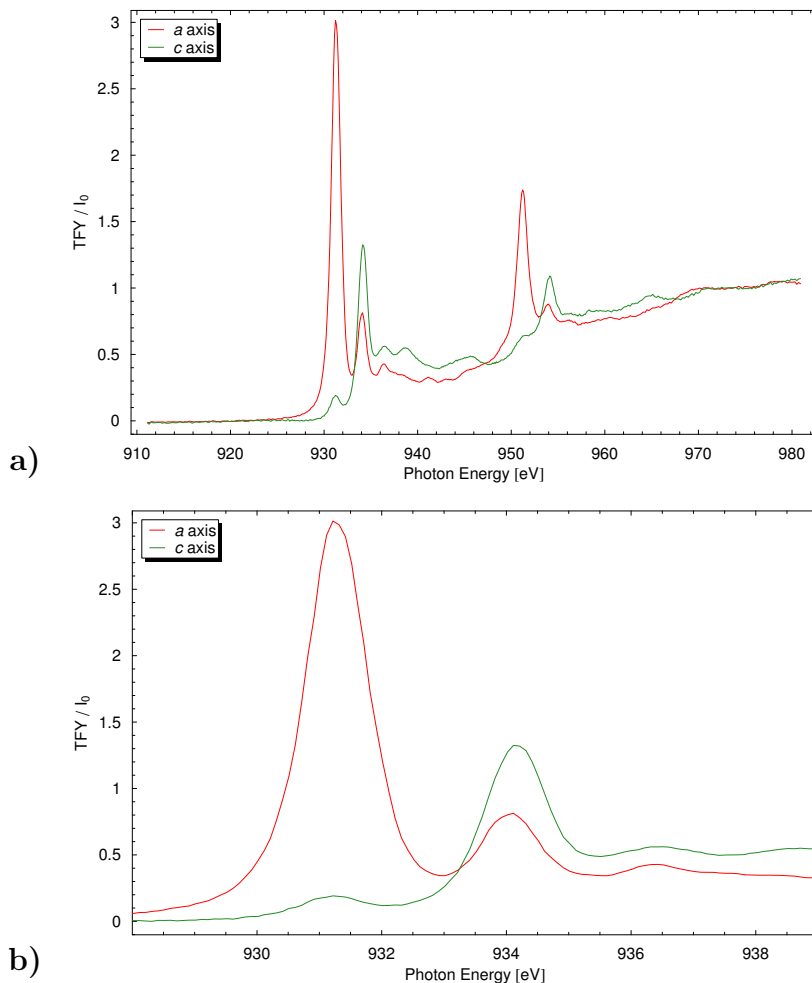 3
2.5
2
1.5
1
0.5
0
a axis
c axis
TFY / I0
910 920 930 940 950 960 970 980
Photon Energy [eV]
a)
3
2.5
2
1.5
1
0.5
0
a axis
c axis
TFY / I0
930 932 934 936 938
Photon Energy [eV]
b)